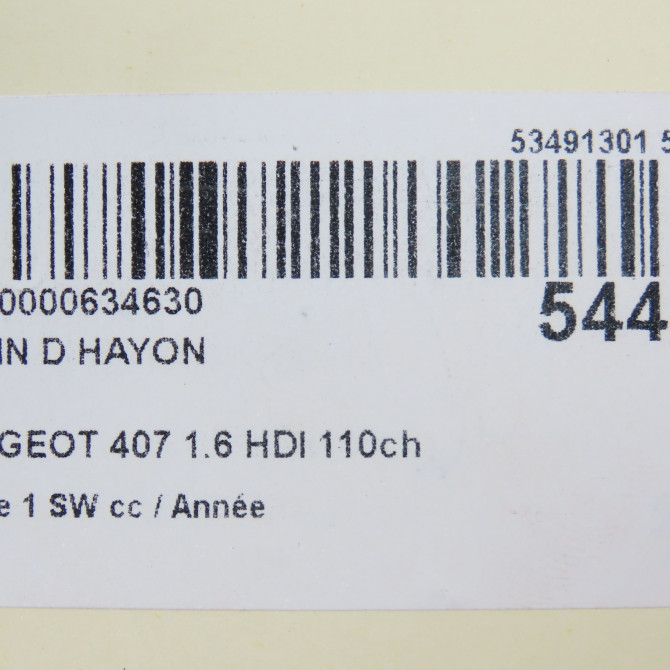 53491301 5
0000634630
544
IN D HAYON
GEOT 407 1.6 HDI 110ch
e 1 SW cc / Année